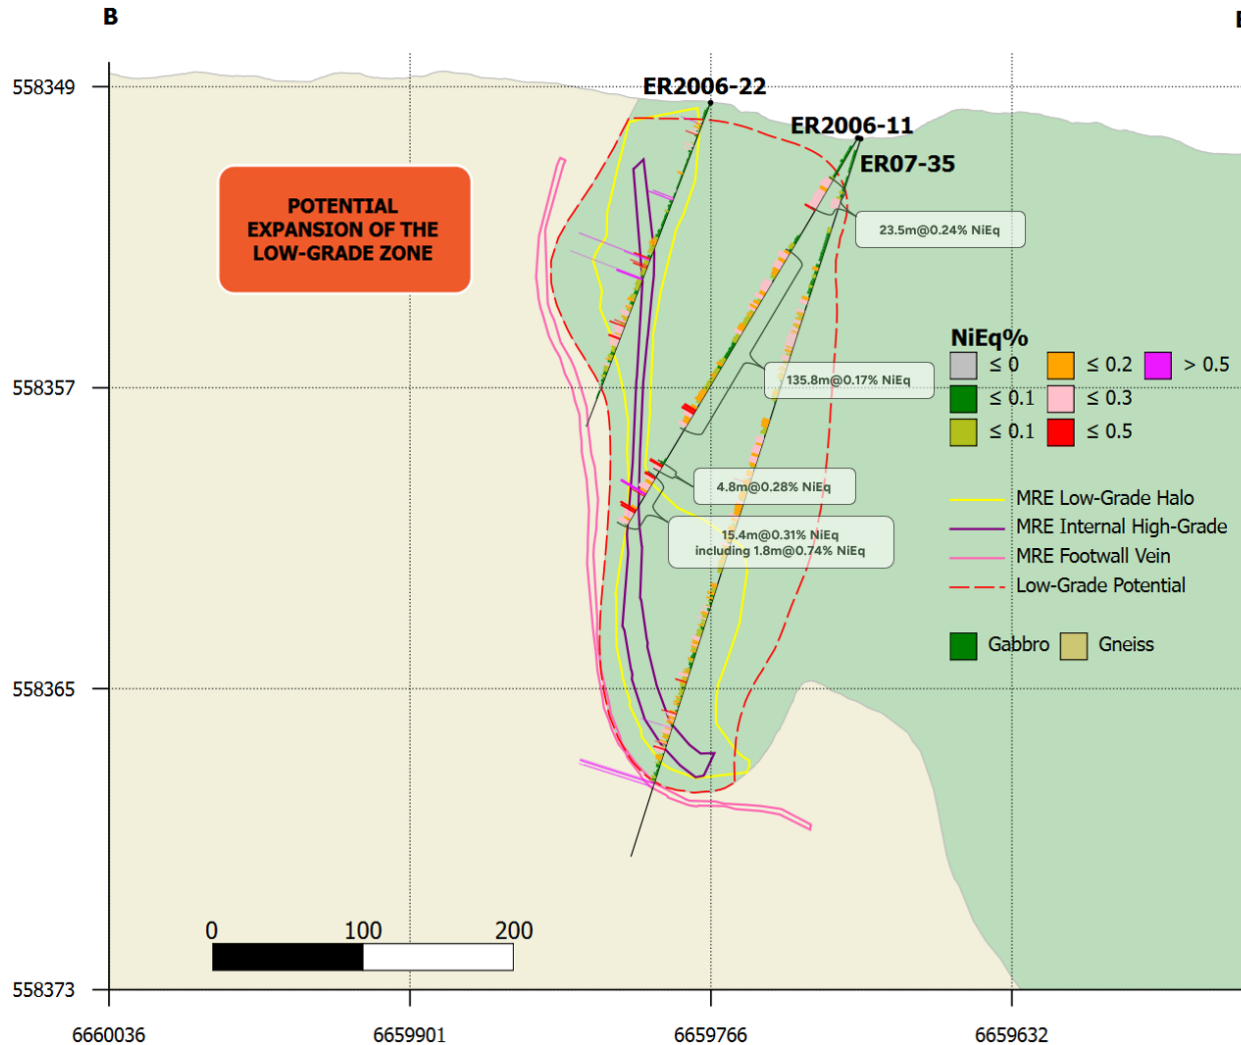 B
558349
ER2006-22
ER2006-11
ER07-35
POTENTIAL
EXPANSION OF THE
LOW-GRADE ZONE
23.5m@0.24% NiEq
NiEq%
≤ 0
≤ 0.2
> 0.5
≤ 0.1
≤ 0.3
≤ 0.1
≤ 0.5
558357
135.8m@0.17% NiEq
4.8m@0.28% NiEq
15.4m@0.31% NiEq
including 1.8m@0.74% NiEq
MRE Low-Grade Halo
MRE Internal High-Grade
MRE Footwall Vein
Low-Grade Potential
Gabbro
Gneiss
558365
0
100
200
558373
6660036
6659901
6659766
6659632